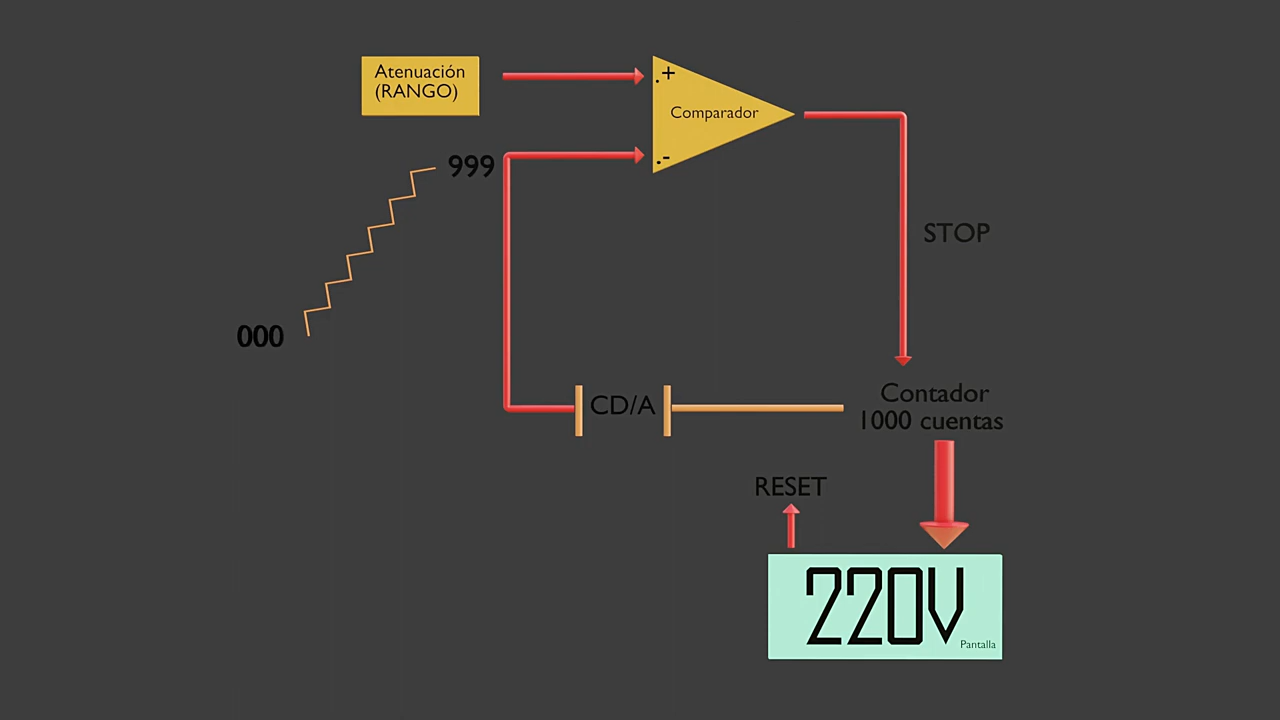 Atenuación
(RANGO)
+
Comparador
-
999
000
STOP
CD/A
Contador
1000 cuentas
RESET
220V
Pantalla